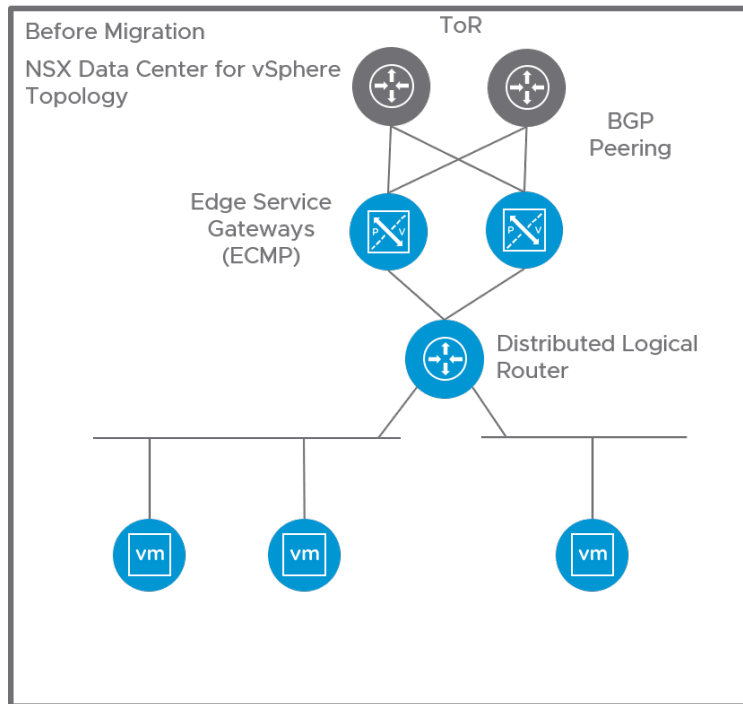 Before Migration
ToR
NSX Data Center for vSphere
Topology
BGP
Peering
Edge Service
Gateways
(ECMP)
P V
P V
Distributed Logical
Router
vm
vm
vm